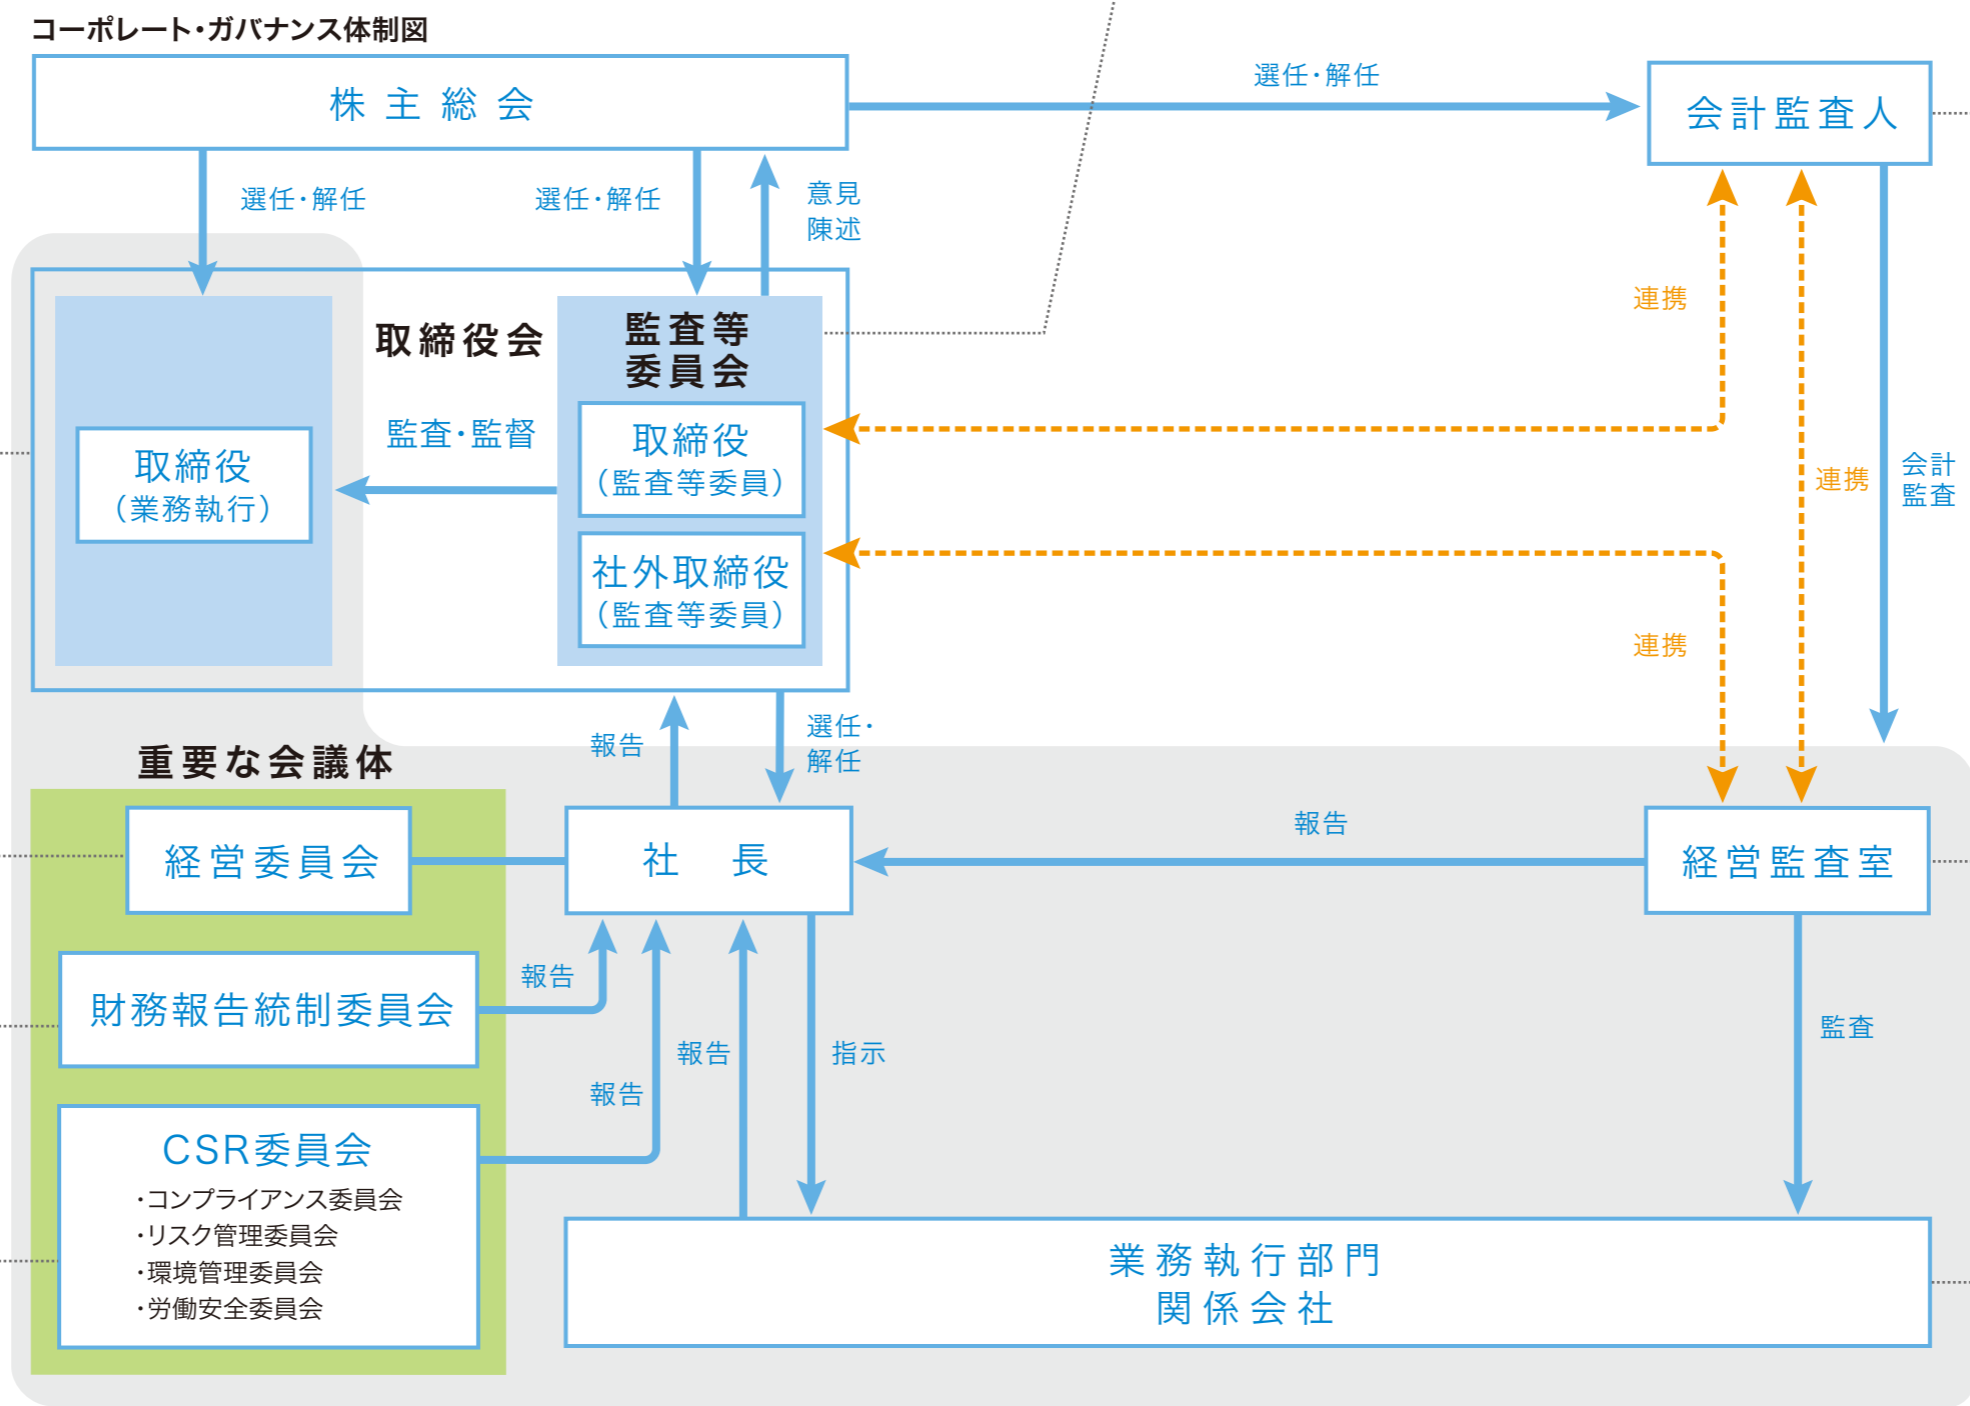 コーポレート・ガバナンス体制図
株主総会
選任・解任
会計監査人
選任・解任
選任・解任
意見
陳述
取締役会
監査等
委員会
連携
監査・監督
取締役
（監査等委員）
取締役
（業務執行）
連携
会計
監査
社外取締役
（監査等委員）
連携
報告
選任・
解任
重要な会議体
経営委員会
社長
報告
経営監査室
財務報告統制委員会
報告
報告
指示
監査
報告
CSR委員会
・コンプライアンス委員会
・リスク管理委員会
・環境管理委員会
・労働安全委員会
業務執行部門
関係会社